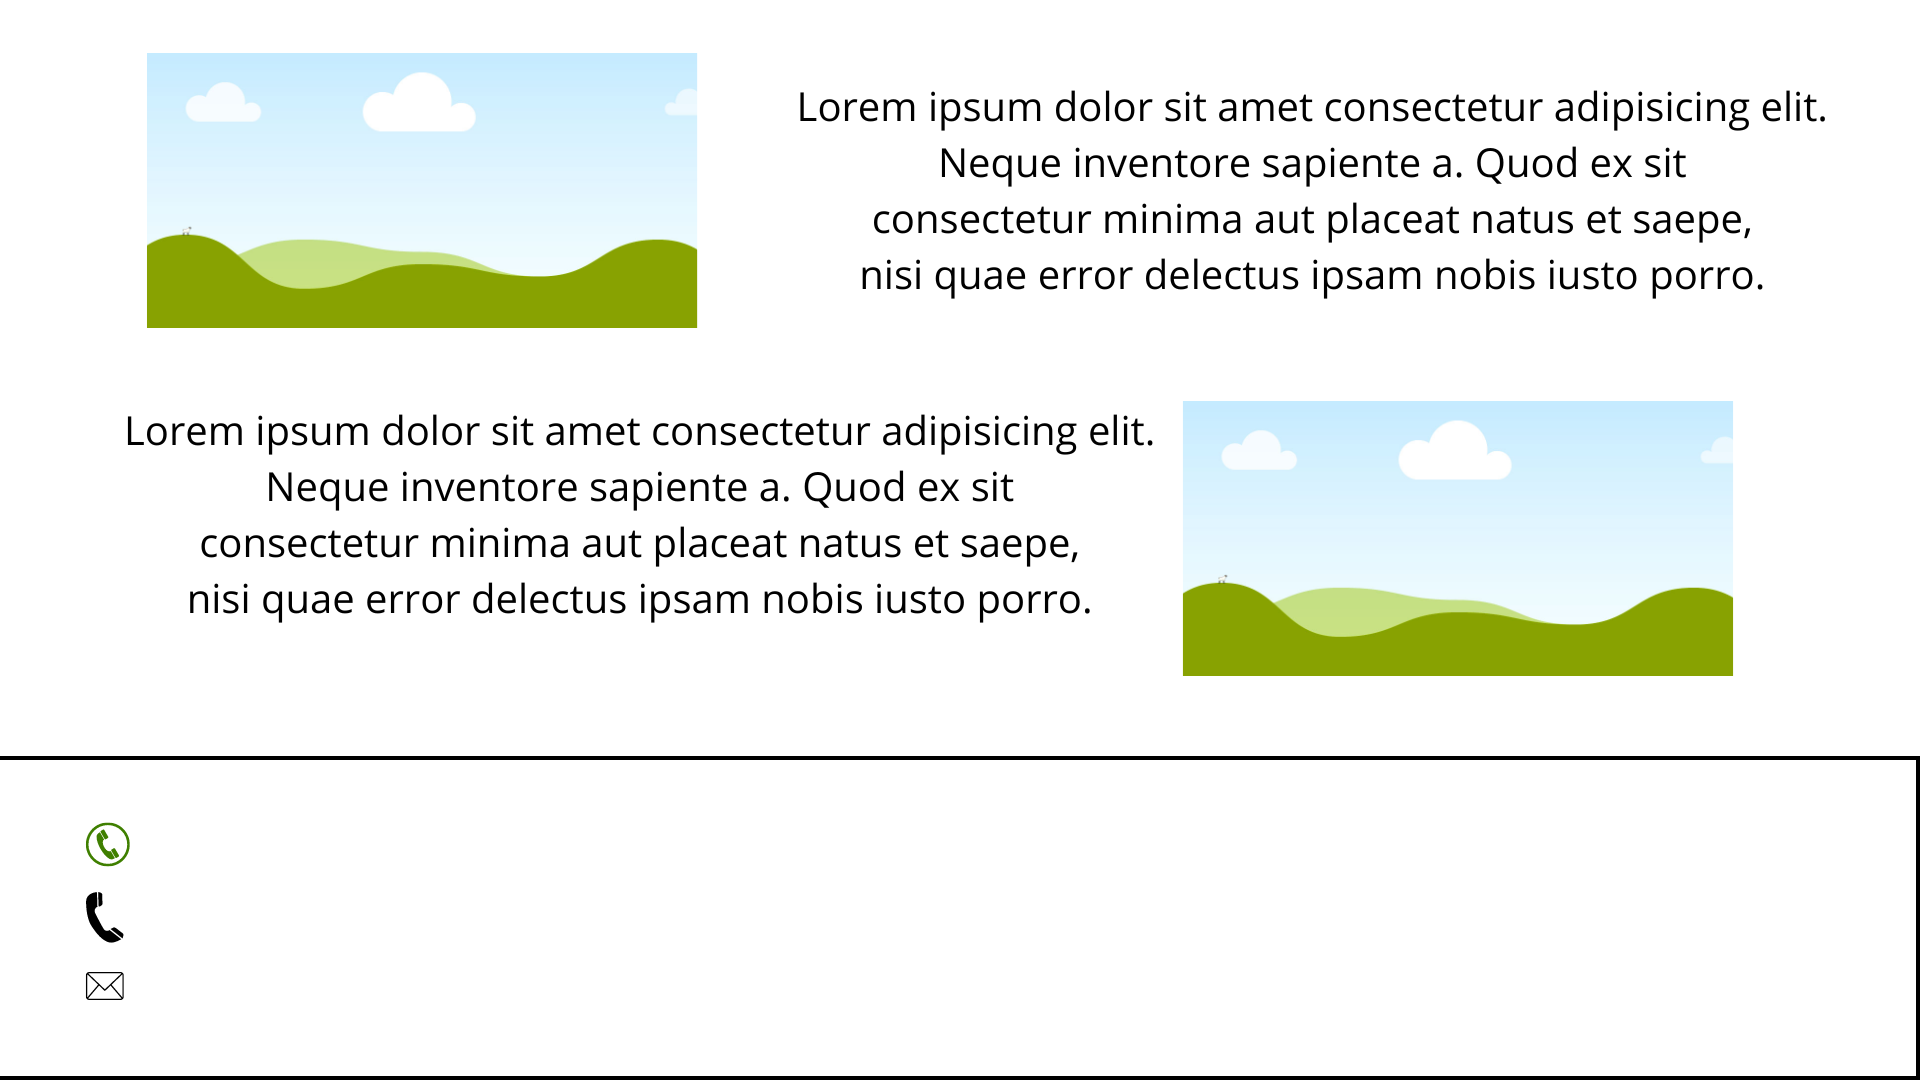 Lorem ipsum dolor sit amet consectetur adipisicing elit.
Neque inventore sapiente a. Quod ex sit
consectetur minima aut placeat natus et saepe,
nisi quae error delectus ipsam nobis iusto porro.
Lorem ipsum dolor sit amet consectetur adipisicing elit.
Neque inventore sapiente a. Quod ex sit
consectetur minima aut placeat natus et saepe,
nisi quae error delectus ipsam nobis iusto porro.